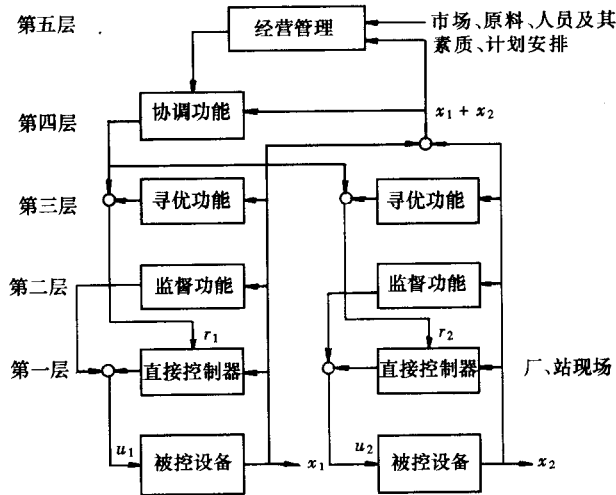 第五层
经营管理
市场、原料、人员及其
素质、计划安排
第四层
协调功能
x₁ + x₂
第三层
寻优功能
寻优功能
第二层
监督功能
监督功能
r₁
r₂
第一层
直接控制器
直接控制器
厂、站现场
u₁
被控设备
x₁
u₂
被控设备
x₂